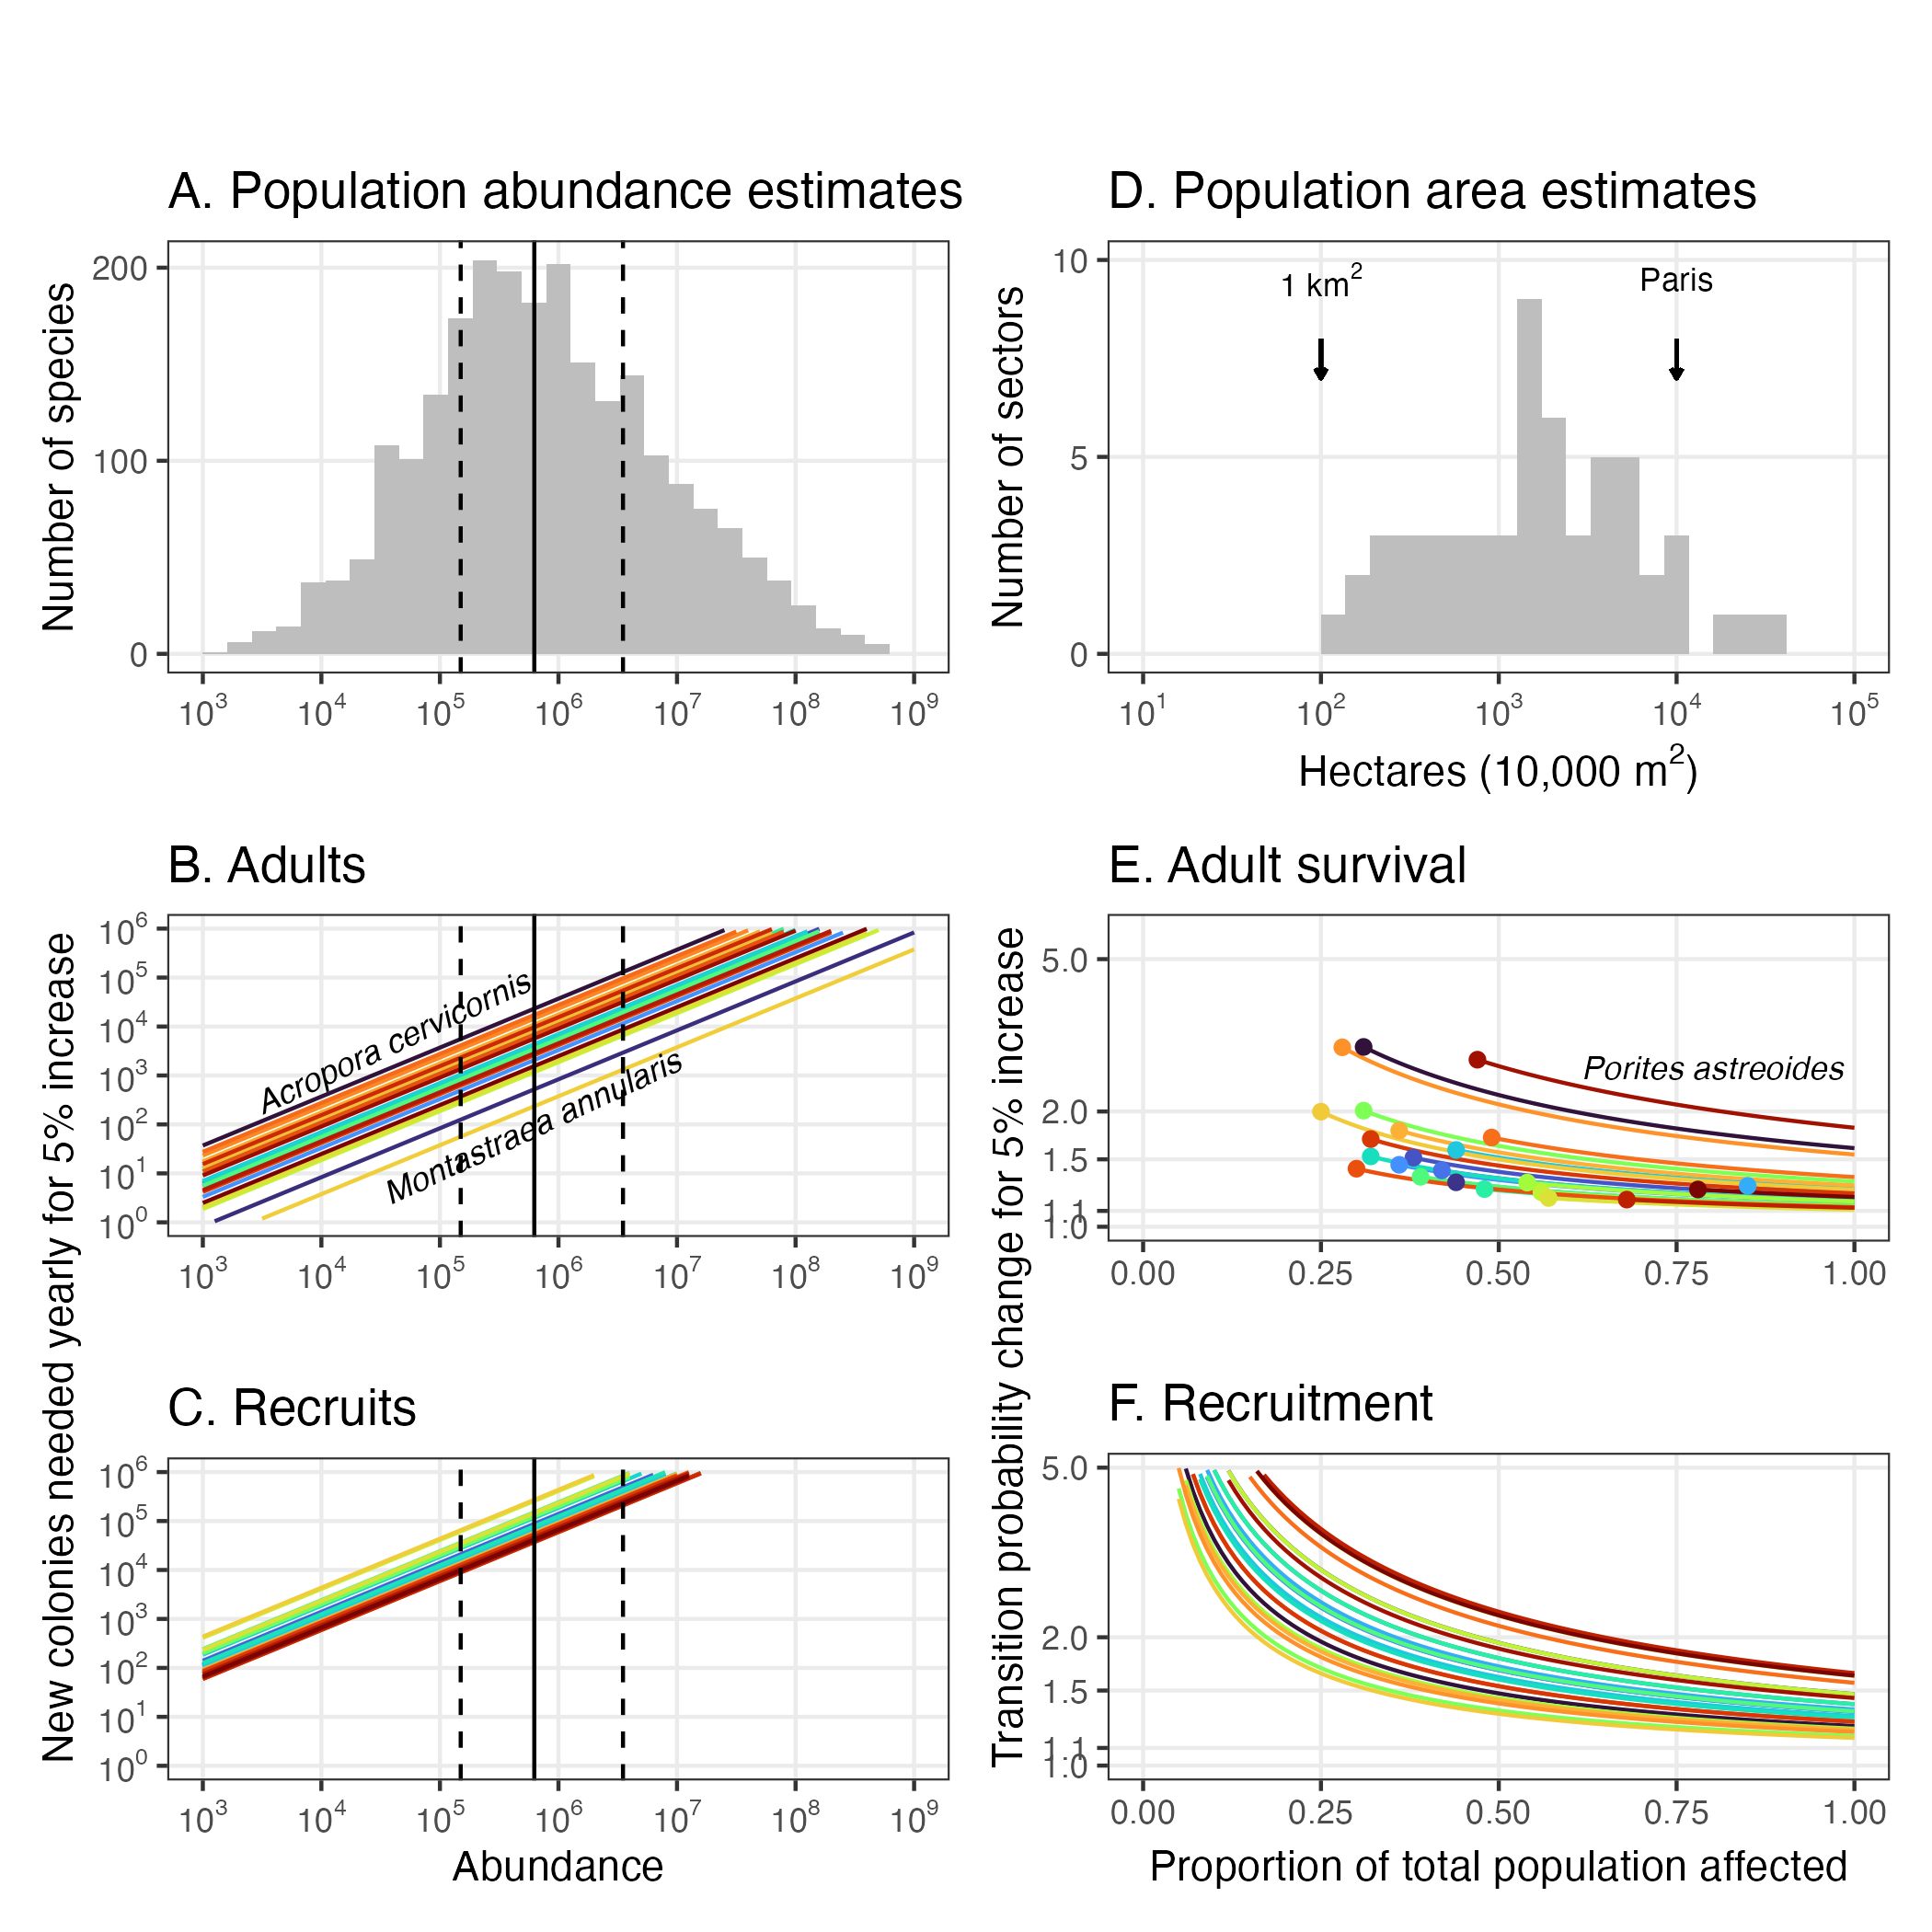 A. Population abundance estimates
Number of species
200
100
0
10³ 10⁴ 10⁵ 10⁶ 10⁷ 10⁸ 10⁹
D. Population area estimates
Number of sectors
10
5
0
1 km²
Paris
10¹ 10² 10³ 10⁴ 10⁵
Hectares (10,000 m²)
New colonies needed yearly for 5% increase
B. Adults
10⁶
10⁵
10⁴
10³
10²
10¹
10⁰
Acropora cervicornis
Montastraea annularis
10³ 10⁴ 10⁵ 10⁶ 10⁷ 10⁸ 10⁹
C. Recruits
10⁶
10⁵
10⁴
10³
10²
10¹
10⁰
10³ 10⁴ 10⁵ 10⁶ 10⁷ 10⁸ 10⁹
Abundance
Transition probability change for 5% increase
E. Adult survival
5.0
2.0
1.5
1.1
1.0
Porites astreoides
0.00 0.25 0.50 0.75 1.00
F. Recruitment
5.0
2.0
1.5
1.1
1.0
0.00 0.25 0.50 0.75 1.00
Proportion of total population affected